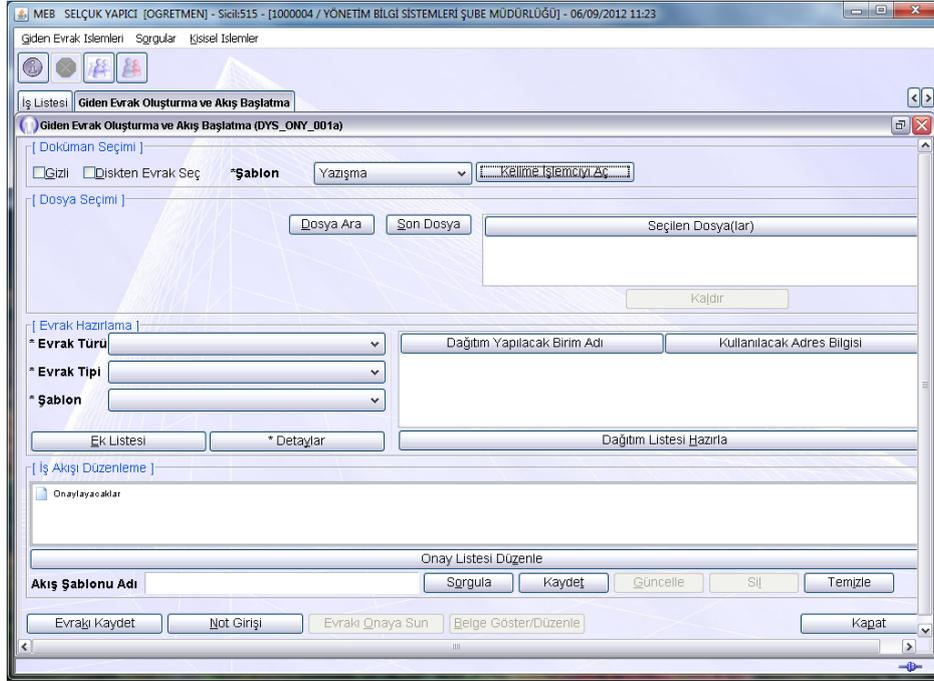 MEB SELÇUK YAPICI [OGRETMEN] - Sicil:515 - [1000004 / YÖNETİM BİLGİ SİSTEMLERİ ŞUBE MÜDÜRLÜĞÜ] - 06/09/2012 11:23
Giden Evrak Islemleri Sorgular Kisisel Islemler
İş Listesi Giden Evrak Oluşturma ve Akış Başlatma
Giden Evrak Oluşturma ve Akış Başlatma (DYS_ONY_001a)
[ Doküman Seçimi ]
Gizli Diskten Evrak Seç *Şablon Yazışma Kelime İşlemciyi Aç
[ Dosya Seçimi ]
Dosya Ara Son Dosya Seçilen Dosya(lar)
Kaldır
[ Evrak Hazırlama ]
* Evrak Türü Dağıtım Yapılacak Birim Adı Kullanılacak Adres Bilgisi
* Evrak Tipi
* Şablon
Ek Listesi * Detaylar Dağıtım Listesi Hazırla
[ İş Akışı Düzenleme ]
Onaylayacaklar
Onay Listesi Düzenle
Akış Şablonu Adı Sorgula Kaydet Güncelle Sil Temizle
Evrakı Kaydet Not Girişi Evrakı Onaya Sun Belge Göster/Düzenle Kapat